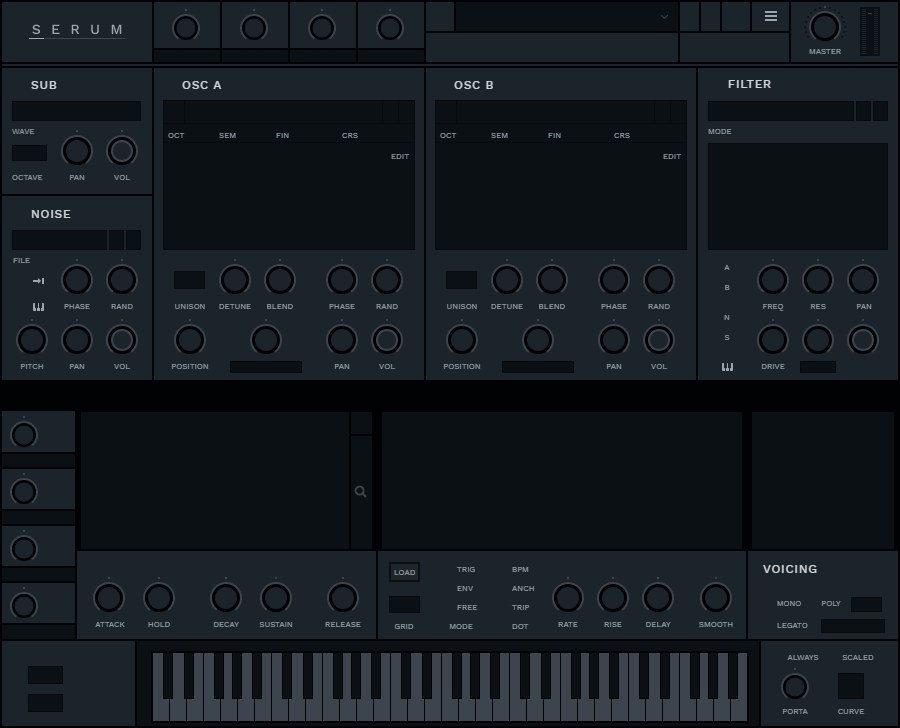 SERUM
MASTER
SUB
OSC A
OSC B
FILTER
WAVE
MODE
OCT SEM FIN CRS
OCT SEM FIN CRS
EDIT
EDIT
OCTAVE PAN VOL
NOISE
FILE
A
B
N
S
PHASE RAND
UNISON DETUNE BLEND PHASE RAND
UNISON DETUNE BLEND PHASE RAND
FREQ RES PAN
PITCH PAN VOL
POSITION PAN VOL
POSITION PAN VOL
DRIVE
ATTACK HOLD DECAY SUSTAIN RELEASE
LOAD
TRIG BPM
ENV ANCH
FREE TRIP
GRID MODE DOT
RATE RISE DELAY SMOOTH
VOICING
MONO POLY
LEGATO
ALWAYS SCALED
PORTA CURVE